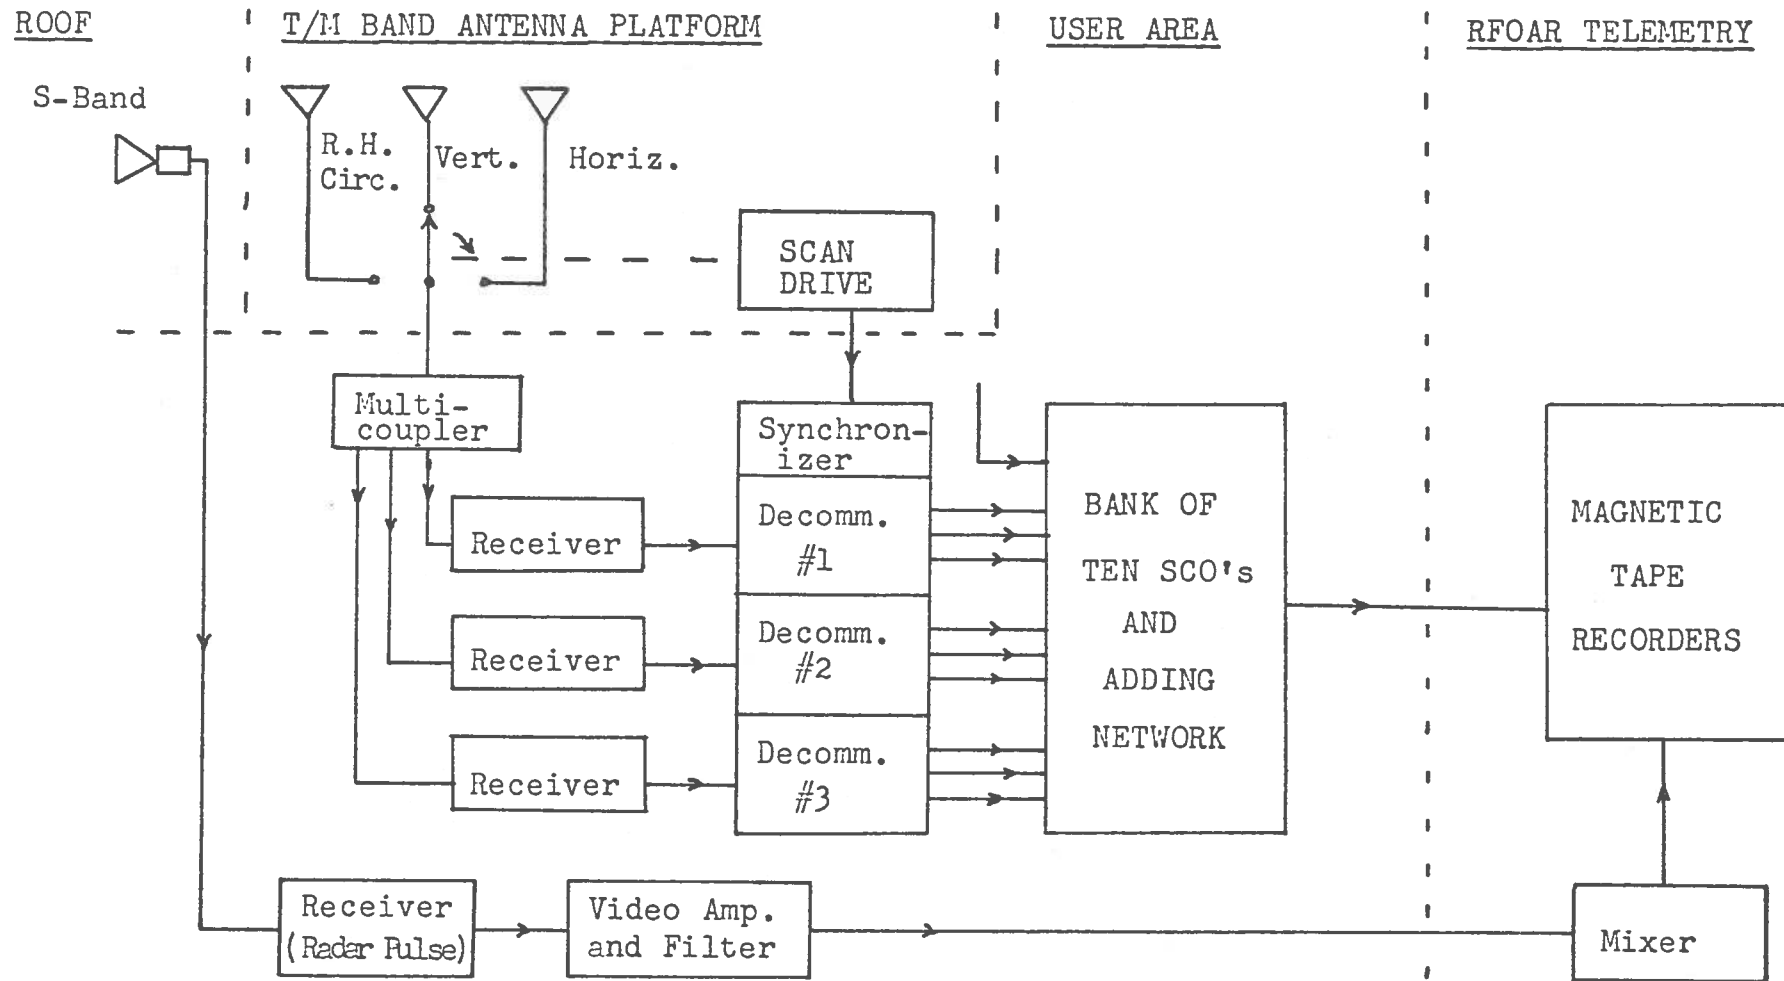 ROOF
T/M BAND ANTENNA PLATFORM
USER AREA
RFOAR TELEMETRY
S-Band
R.H.
Circ.
Vert.
Horiz.
SCAN
DRIVE
Multi-
coupler
Synchron-
izer
Receiver
Decomm.
#1
Receiver
Decomm.
#2
Receiver
Decomm.
#3
BANK OF
TEN SCO's
AND
ADDING
NETWORK
MAGNETIC
TAPE
RECORDERS
Receiver
(Radar Pulse)
Video Amp.
and Filter
Mixer